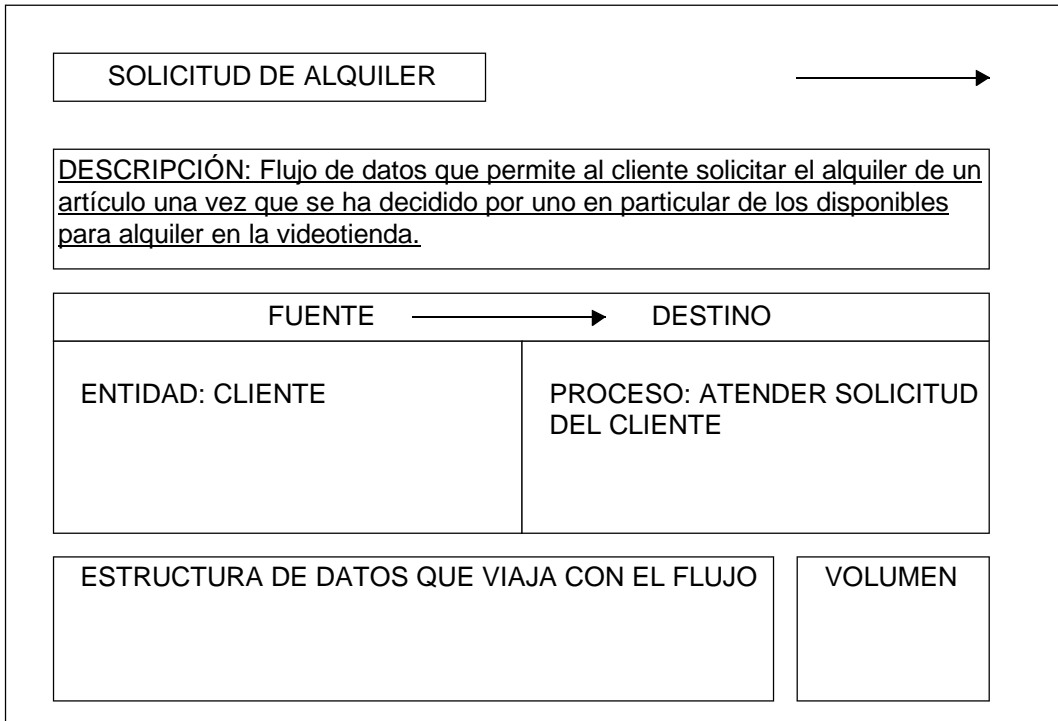 SOLICITUD DE ALQUILER
DESCRIPCIÓN: Flujo de datos que permite al cliente solicitar el alquiler de un
artículo una vez que se ha decidido por uno en particular de los disponibles
para alquiler en la videotienda.
FUENTE DESTINO
ENTIDAD: CLIENTE
PROCESO: ATENDER SOLICITUD
DEL CLIENTE
ESTRUCTURA DE DATOS QUE VIAJA CON EL FLUJO
VOLUMEN